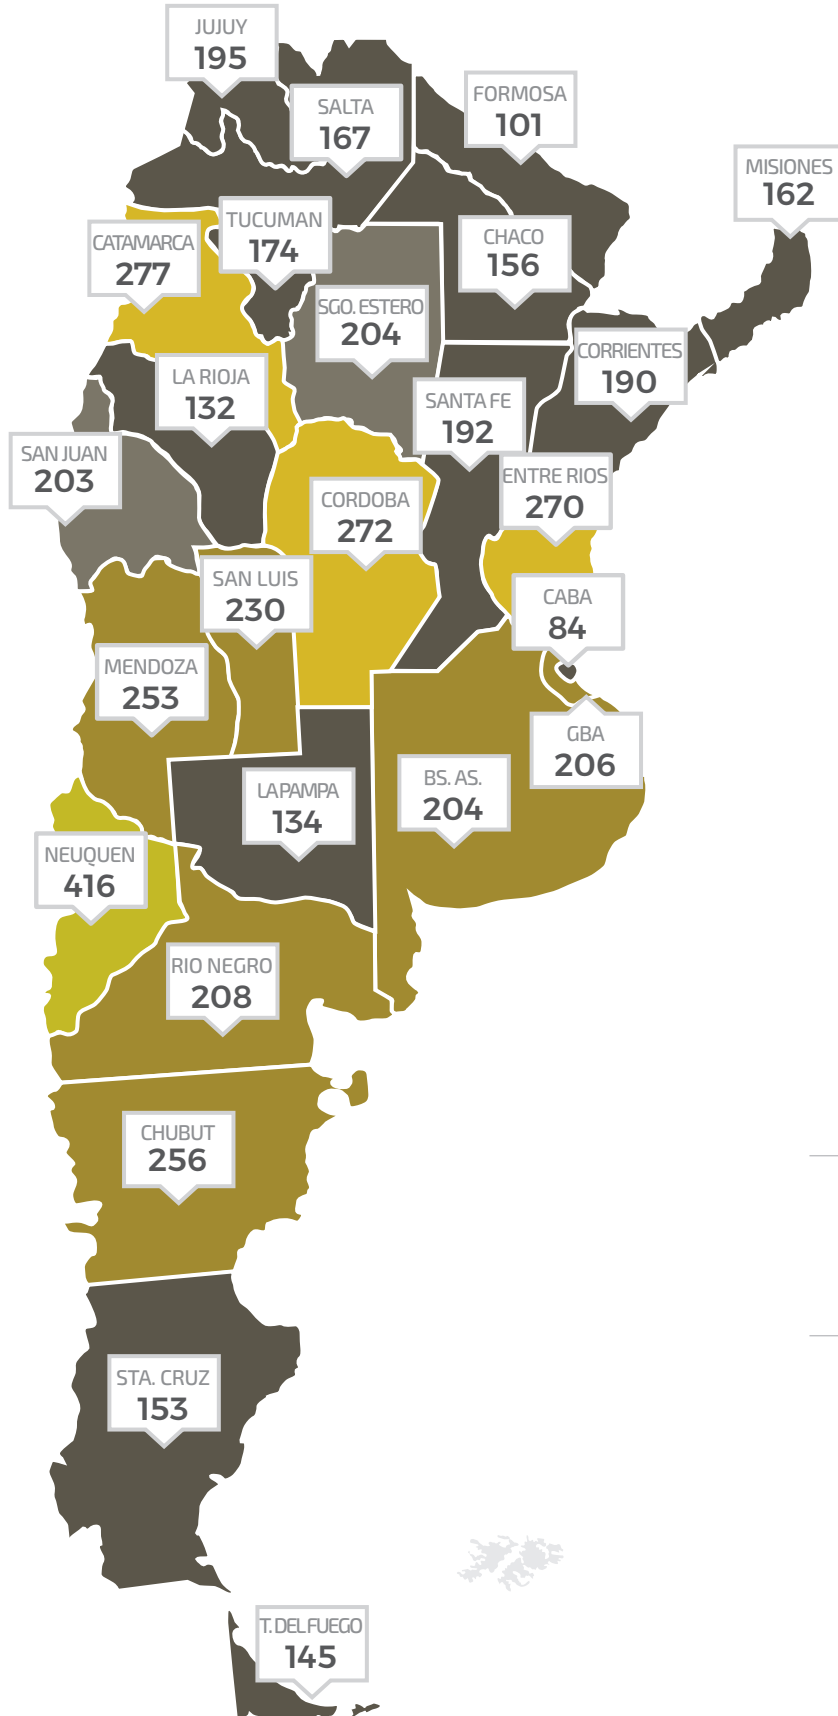 JUJUY
195
SALTA
167
FORMOSA
101
MISIONES
162
CATAMARCA
277
TUCUMAN
174
CHACO
156
SGO. ESTERO
204
CORRIENTES
190
LA RIOJA
132
SANTA FE
192
SAN JUAN
203
ENTRE RIOS
270
CORDOBA
272
SAN LUIS
230
CABA
84
MENDOZA
253
GBA
206
BS. AS.
204
LA PAMPA
134
NEUQUEN
416
RIO NEGRO
208
CHUBUT
256
STA. CRUZ
153
T. DEL FUEGO
145